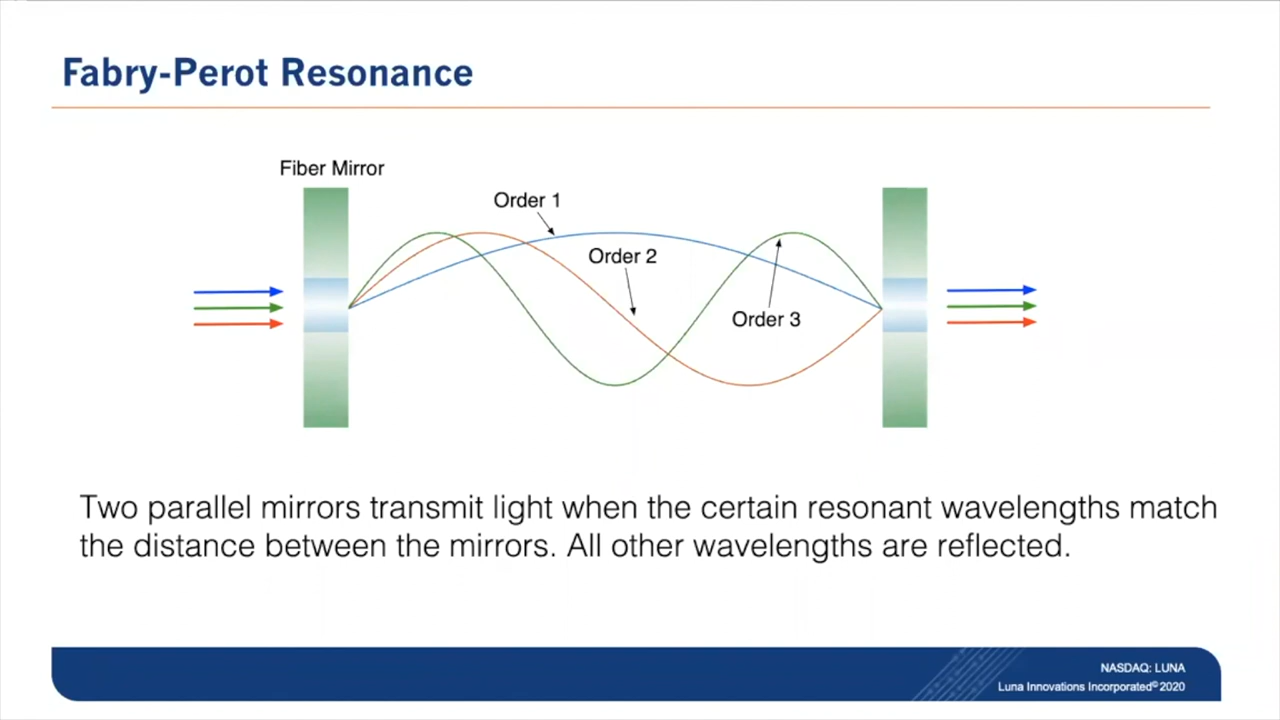 Fabry-Perot Resonance
Fiber Mirror
Order 1
Order 2
Order 3
Two parallel mirrors transmit light when the certain resonant wavelengths match
the distance between the mirrors. All other wavelengths are reflected.
NASDAQ: LUNA
Luna Innovations Incorporated© 2020